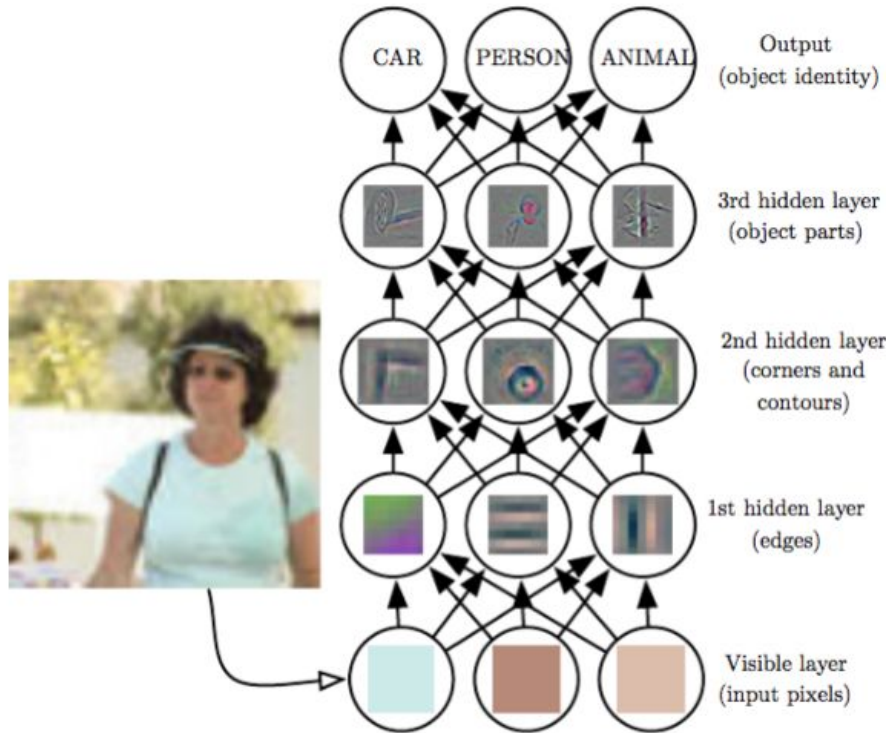 CAR PERSON ANIMAL
Output
(object identity)
3rd hidden layer
(object parts)
2nd hidden layer
(corners and
contours)
1st hidden layer
(edges)
Visible layer
(input pixels)